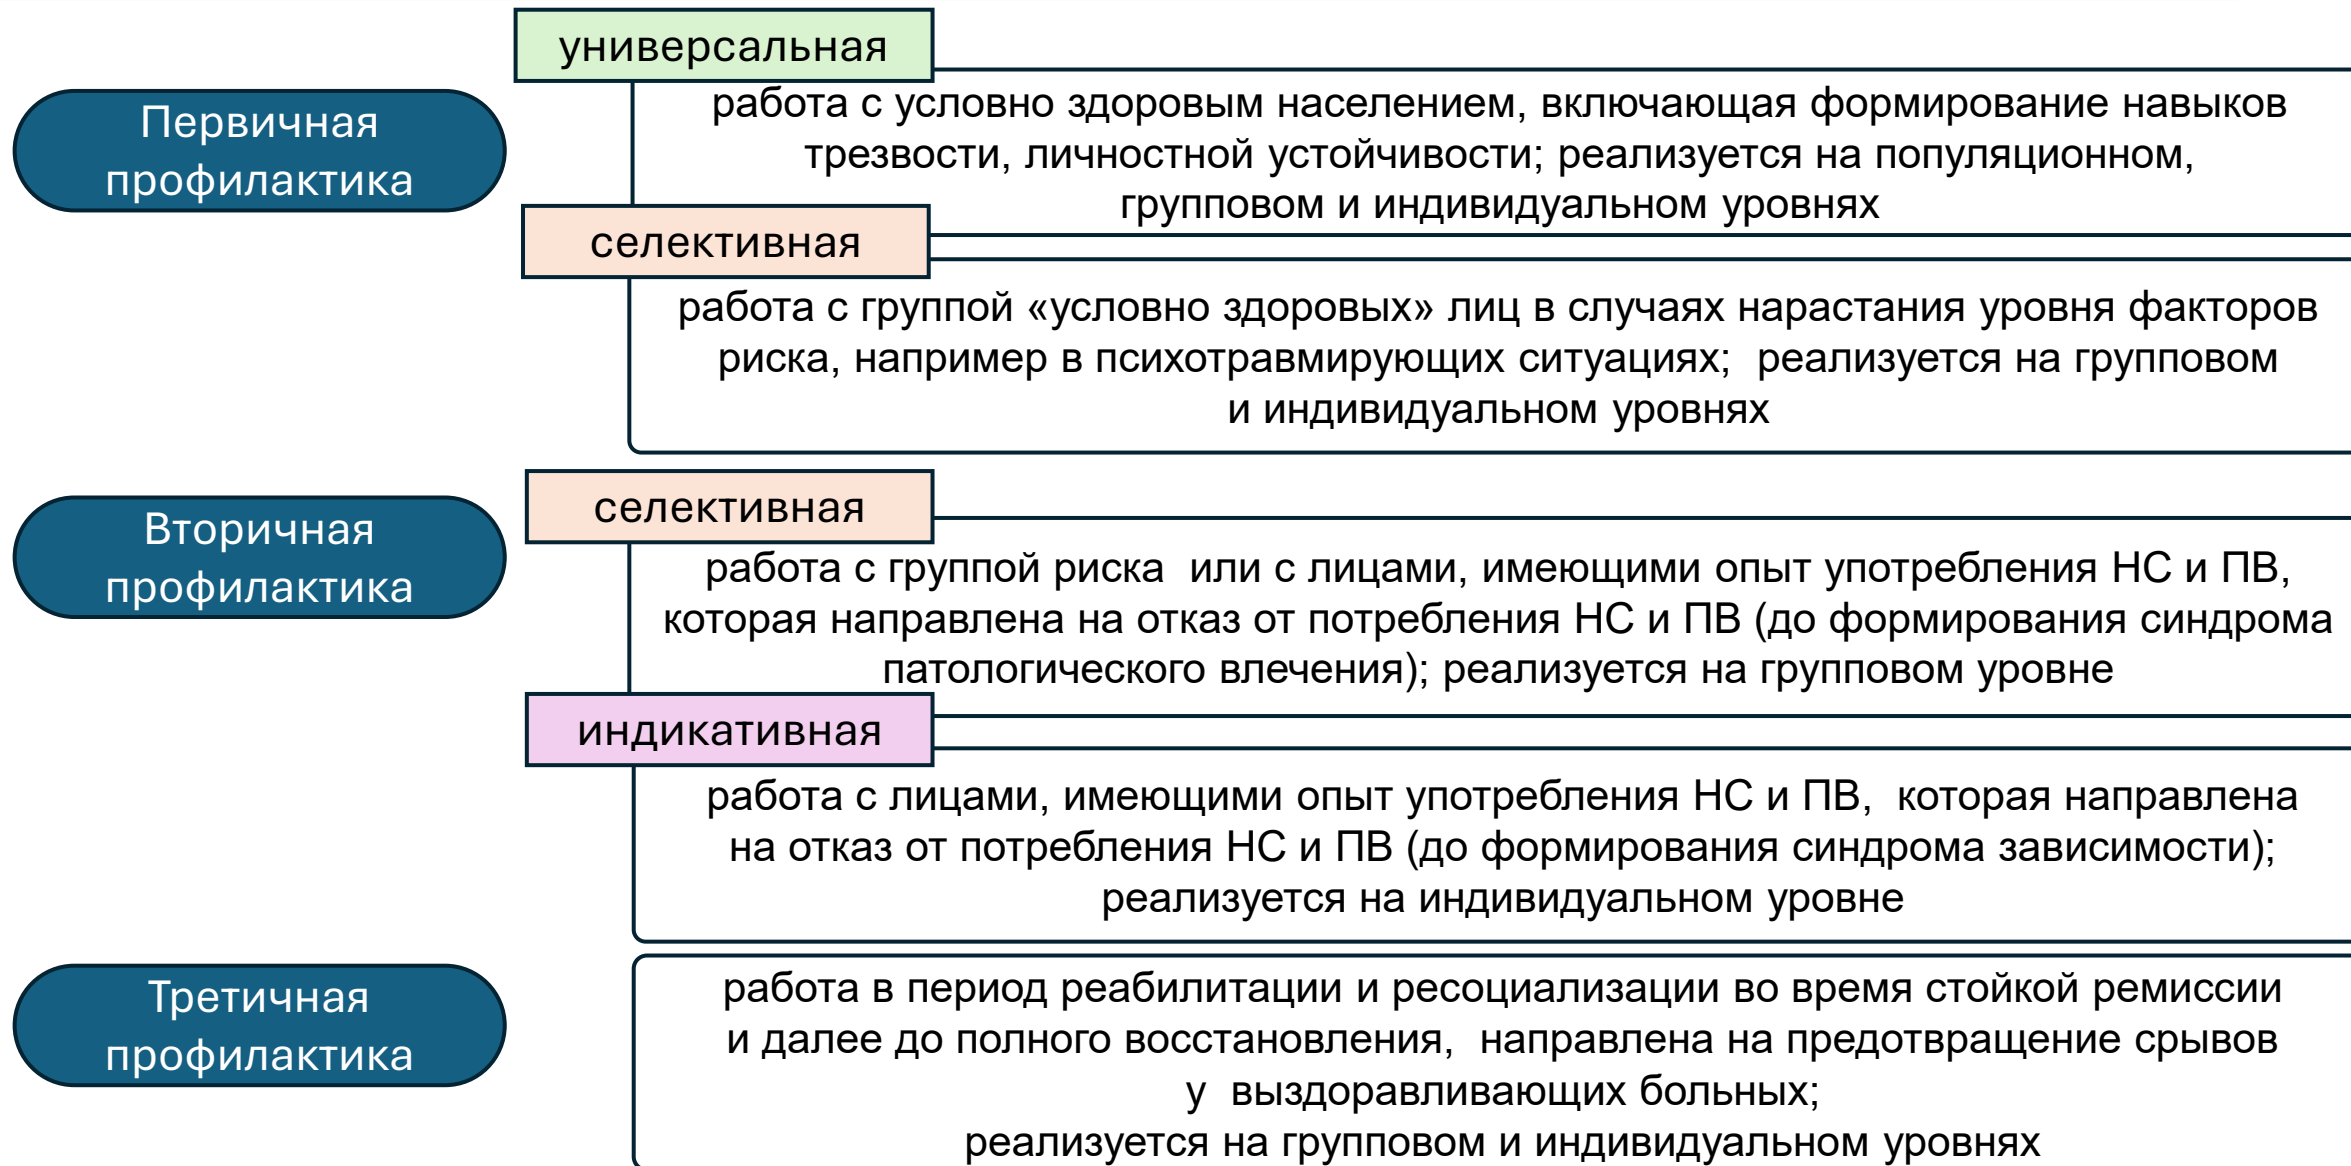 универсальная
Первичная
профилактика
работа с условно здоровым населением, включающая формирование навыков
трезвости, личностной устойчивости; реализуется на популяционном,
групповом и индивидуальном уровнях
селективная
работа с группой «условно здоровых» лиц в случаях нарастания уровня факторов
риска, например в психотравмирующих ситуациях; реализуется на групповом
и индивидуальном уровнях
селективная
Вторичная
профилактика
работа с группой риска или с лицами, имеющими опыт употребления НС и ПВ,
которая направлена на отказ от потребления НС и ПВ (до формирования синдрома
патологического влечения); реализуется на групповом уровне
индикативная
работа с лицами, имеющими опыт употребления НС и ПВ, которая направлена
на отказ от потребления НС и ПВ (до формирования синдрома зависимости);
реализуется на индивидуальном уровне
Третичная
профилактика
работа в период реабилитации и ресоциализации во время стойкой ремиссии
и далее до полного восстановления, направлена на предотвращение срывов
у выздоравливающих больных;
реализуется на групповом и индивидуальном уровнях